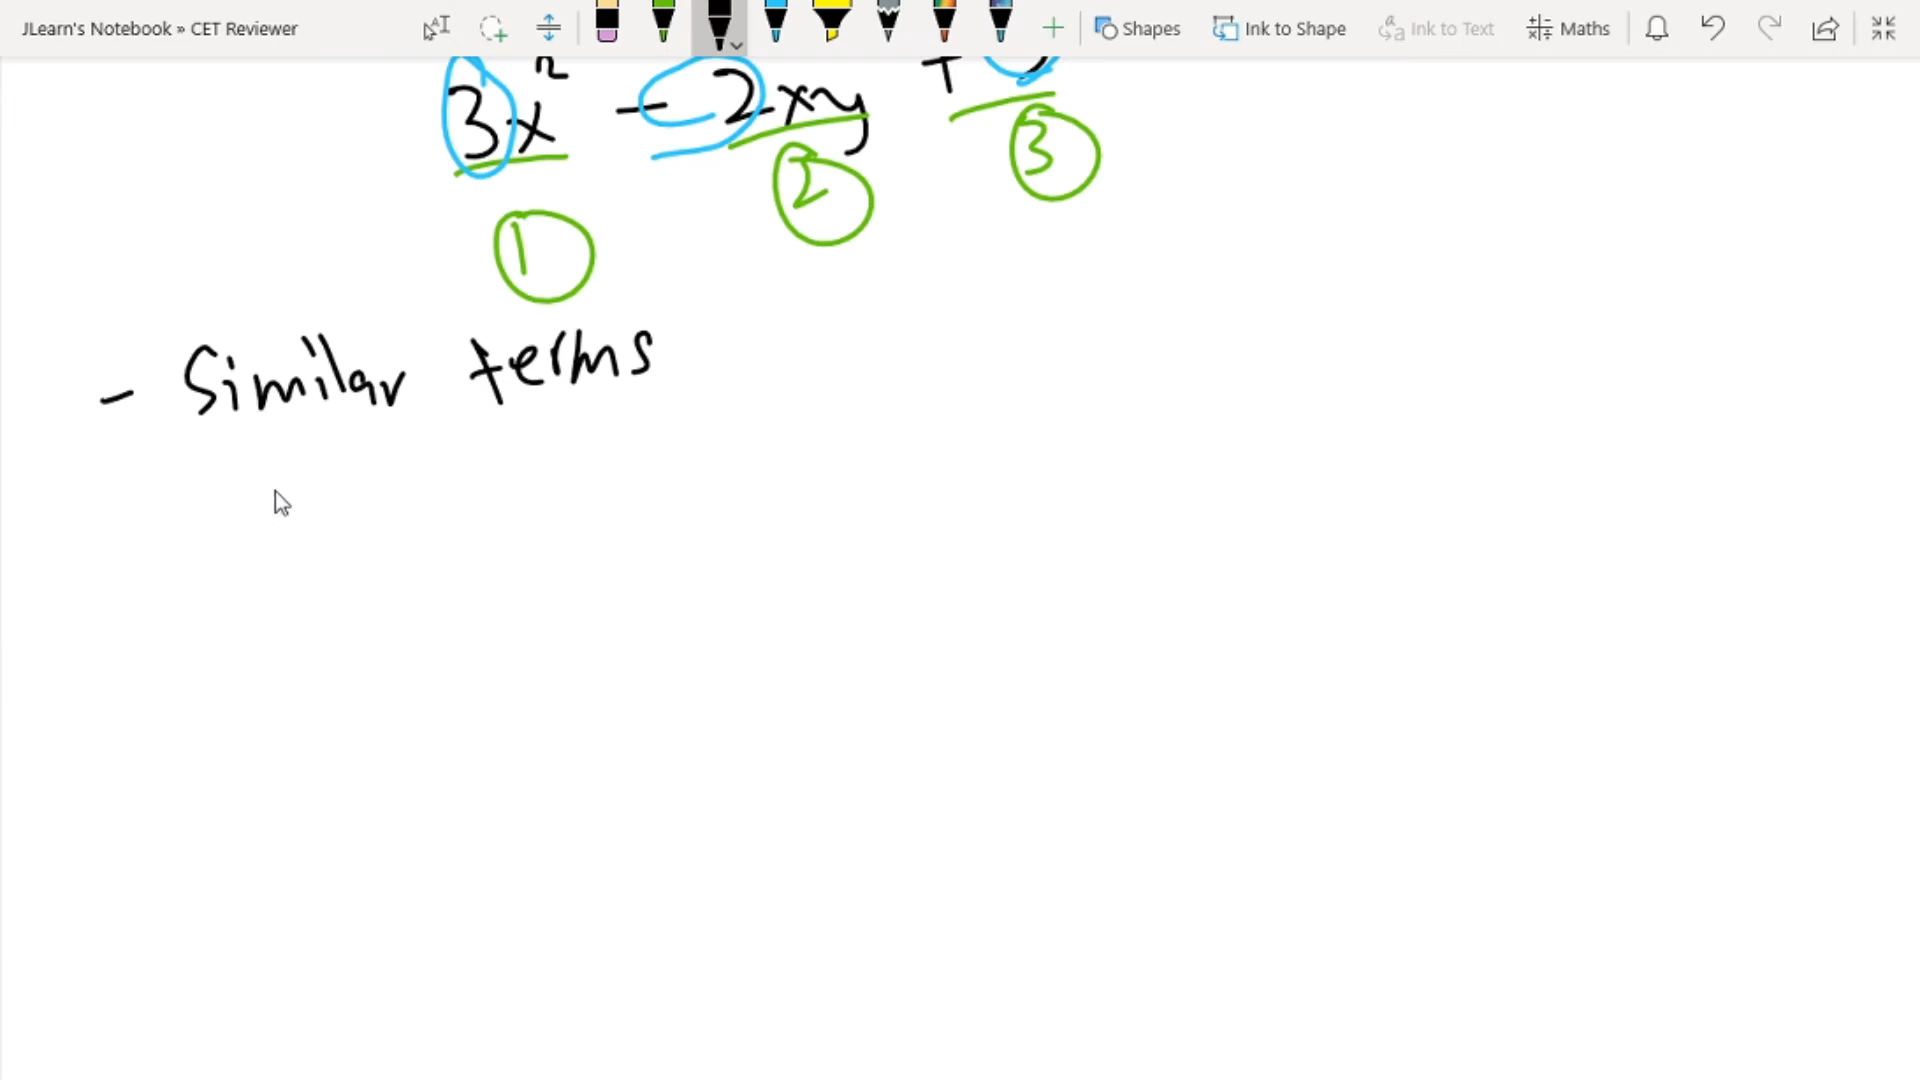 JLearn's Notebook » CET Reviewer Shapes Ink to Shape Ink to Text Maths
3x² - 2xy +
1 2 3
- Similar terms